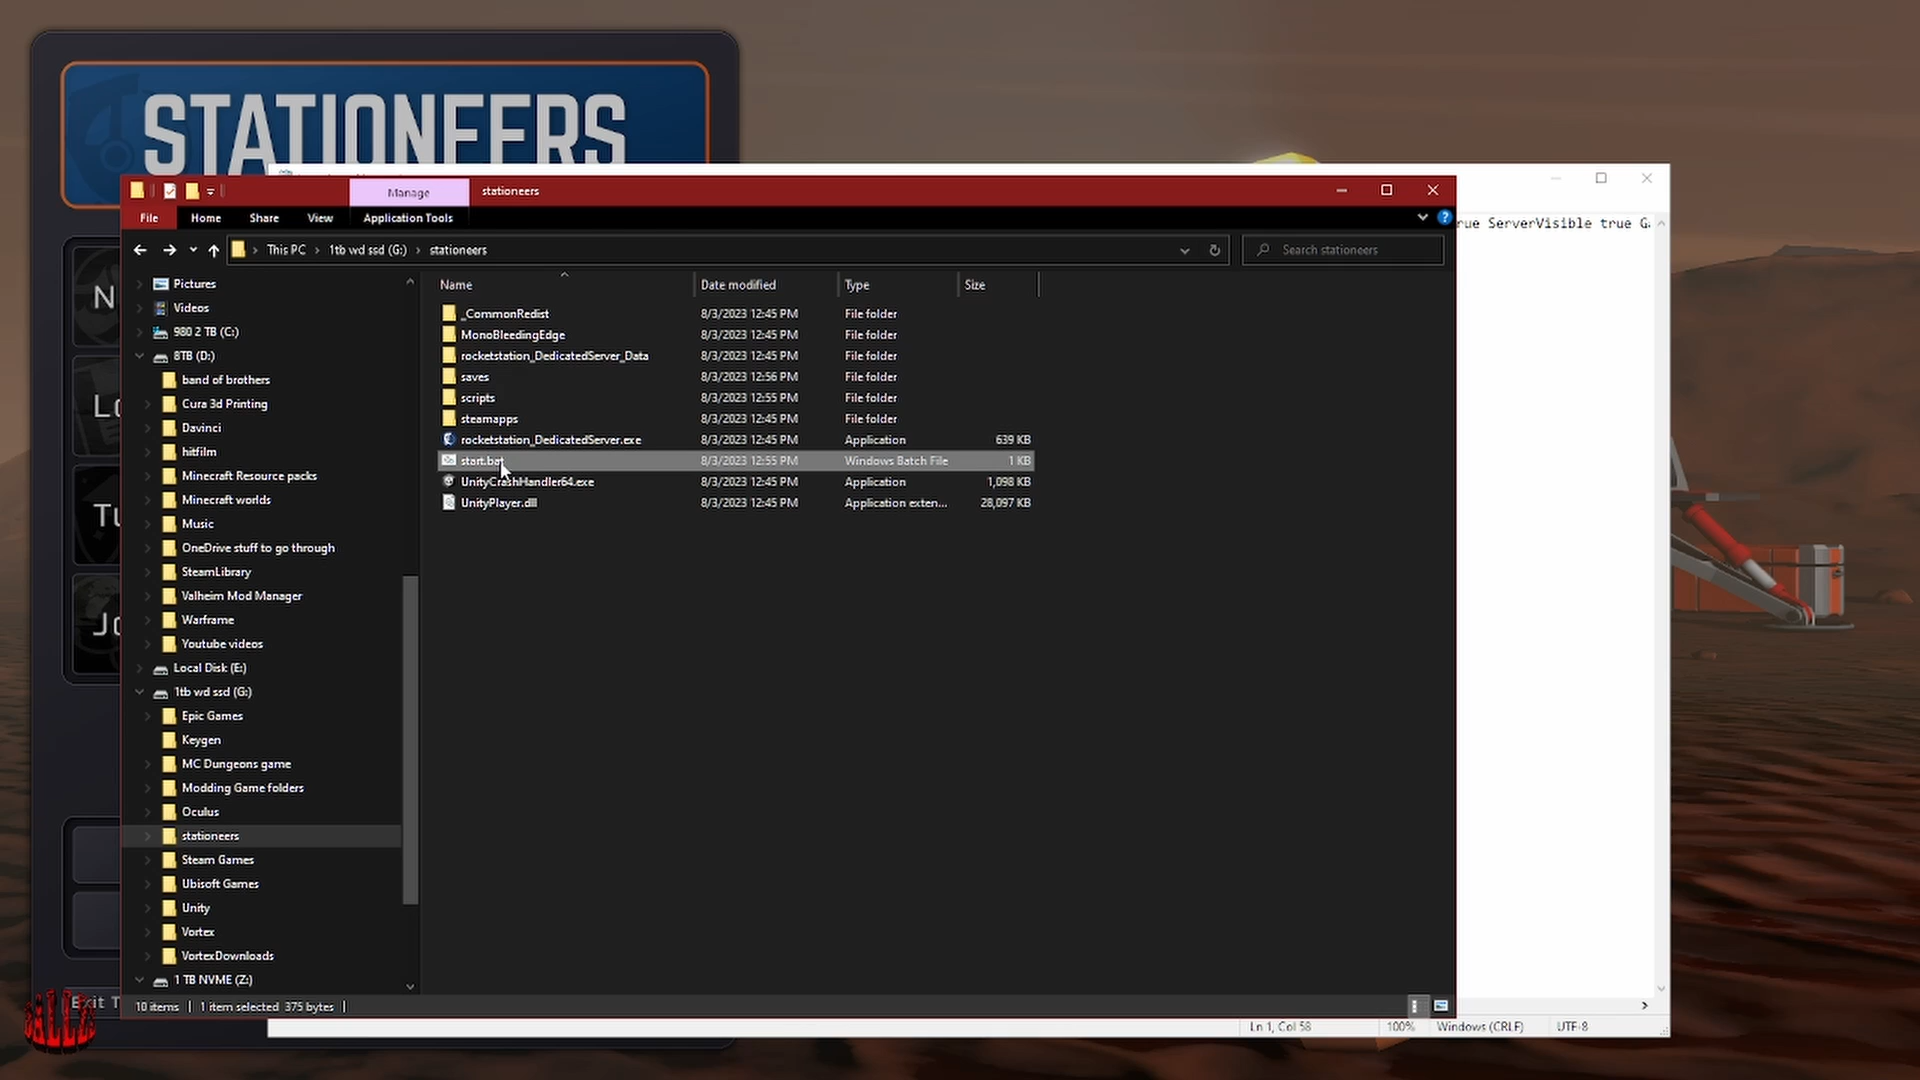 STATIONEERS
Manage
stationeers
File
Home
Share
View
Application Tools
rue ServerVisible true G
This PC
1tb wd ssd (G:)
stationeers
Search stationeers
Name
Date modified
Type
Size
Pictures
Videos
980 2 TB (C:)
8TB (D:)
band of brothers
Cura 3d Printing
Davinci
hitfilm
Minecraft Resource packs
Minecraft worlds
Music
OneDrive stuff to go through
SteamLibrary
Valheim Mod Manager
Warframe
Youtube videos
Local Disk (E:)
1tb wd ssd (G:)
Epic Games
Keygen
MC Dungeons game
Modding Game folders
Oculus
stationeers
Steam Games
Ubisoft Games
Unity
Vortex
VortexDownloads
1 TB NVME (Z:)
_CommonRedist 8/3/2023 12:45 PM File folder
MonoBleedingEdge 8/3/2023 12:45 PM File folder
rocketstation_DedicatedServer_Data 8/3/2023 12:45 PM File folder
saves 8/3/2023 12:56 PM File folder
scripts 8/3/2023 12:55 PM File folder
steamapps 8/3/2023 12:45 PM File folder
rocketstation_DedicatedServer.exe 8/3/2023 12:45 PM Application 639 KB
start.bat 8/3/2023 12:55 PM Windows Batch File 1 KB
UnityCrashHandler64.exe 8/3/2023 12:45 PM Application 1,098 KB
UnityPlayer.dll 8/3/2023 12:45 PM Application exten... 28,097 KB
N
Lo
Tu
Jo
Exit T
10 items
1 item selected 375 bytes
Ln 1, Col 58
100%
Windows (CRLF)
UTF-8